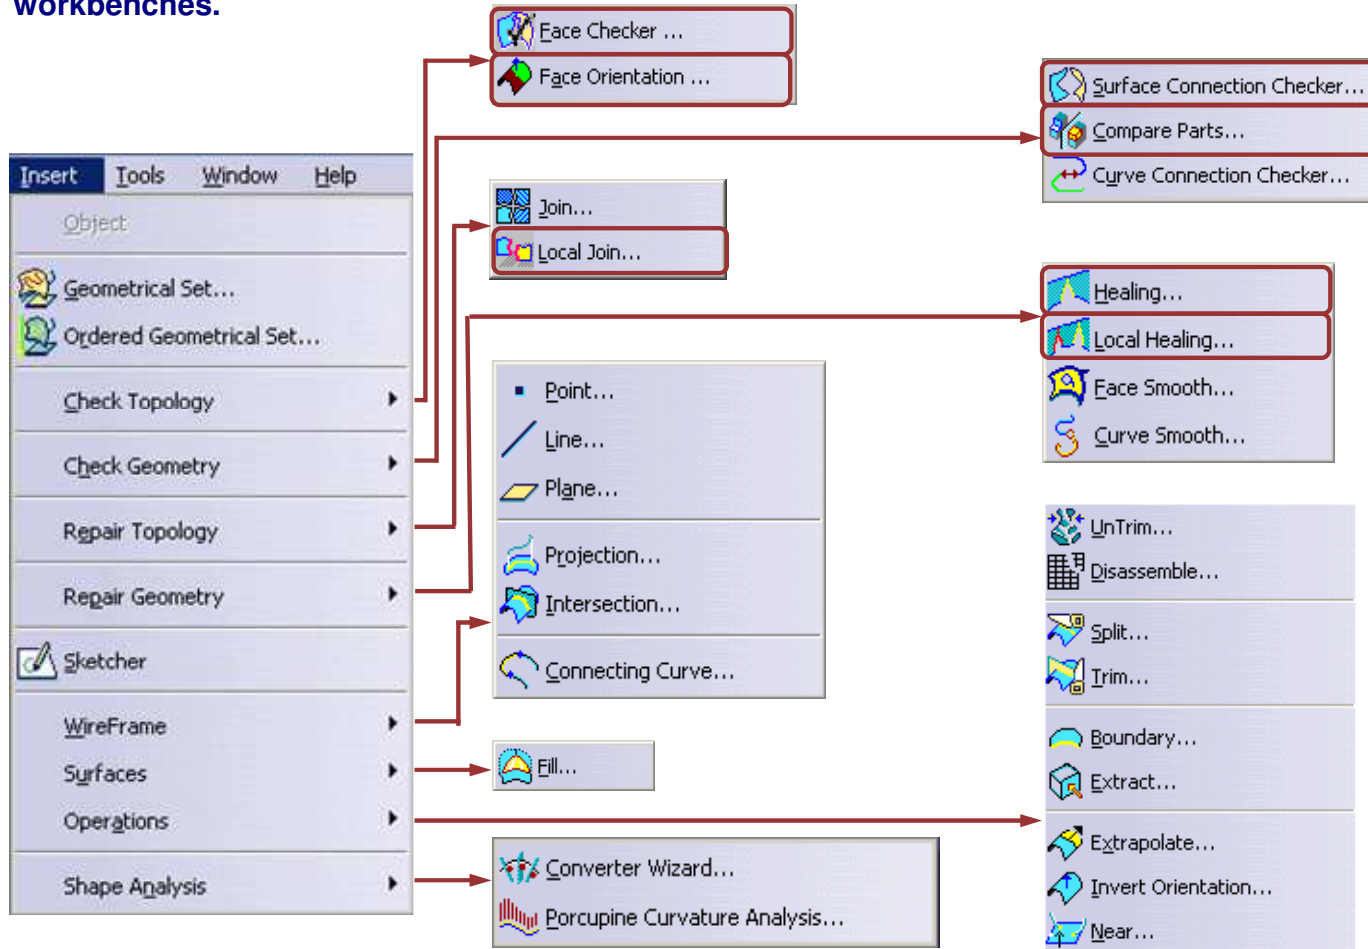 workbenches.
Insert Tools Window Help
Object
Geometrical Set...
Ordered Geometrical Set...
Check Topology
Check Geometry
Repair Topology
Repair Geometry
Sketcher
WireFrame
Surfaces
Operations
Shape Analysis
Face Checker ...
Face Orientation ...
Join...
Local Join...
Point...
Line...
Plane...
Projection...
Intersection...
Connecting Curve...
Fill...
Converter Wizard...
Porcupine Curvature Analysis...
Surface Connection Checker...
Compare Parts...
Curve Connection Checker...
Healing...
Local Healing...
Face Smooth...
Curve Smooth...
UnTrim...
Disassemble...
Split...
Trim...
Boundary...
Extract...
Extrapolate...
Invert Orientation...
Near...